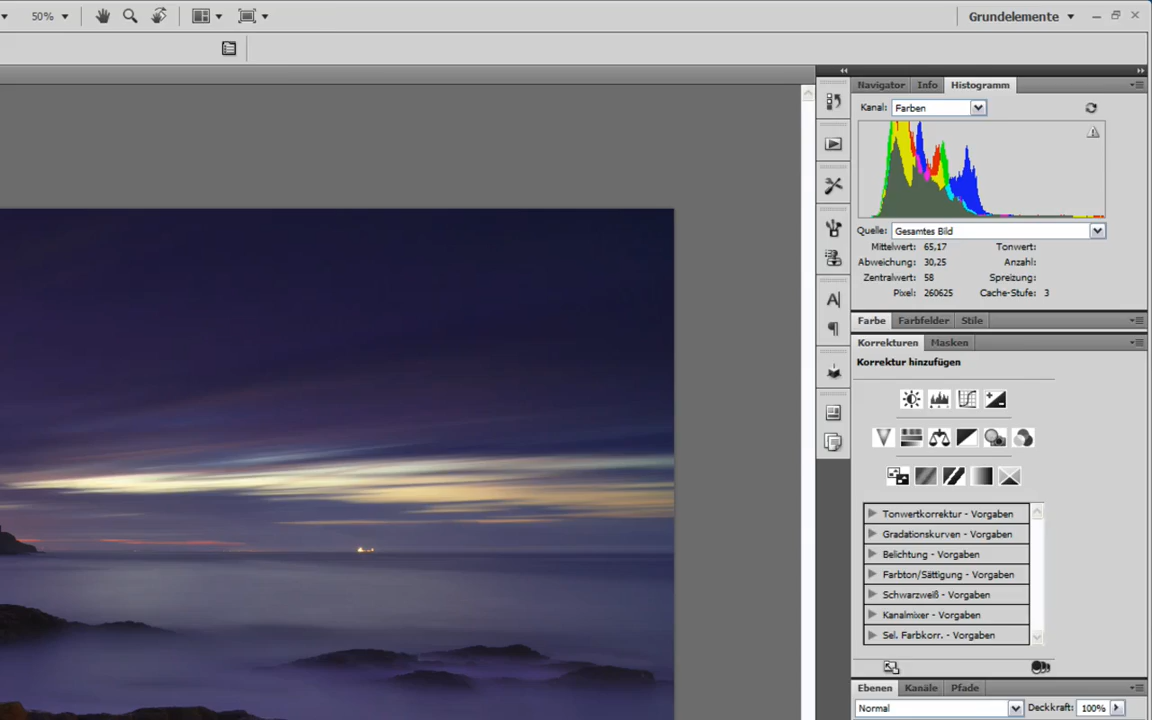 50%
Grundelemente
Navigator Info Histogramm
Kanal: Farben
Quelle: Gesamtes Bild
Mittelwert: 65,17 Tonwert:
Abweichung: 30,25 Anzahl:
Zentralwert: 58 Spreizung:
Pixel: 260625 Cache-Stufe: 3
Farbe Farbfelder Stile
Korrekturen Masken
Korrektur hinzufügen
Tonwertkorrektur - Vorgaben
Gradationskurven - Vorgaben
Belichtung - Vorgaben
Farbton/Sättigung - Vorgaben
Schwarzweiß - Vorgaben
Kanalmixer - Vorgaben
Sel. Farbkorr. - Vorgaben
Ebenen Kanäle Pfade
Normal Deckkraft: 100%